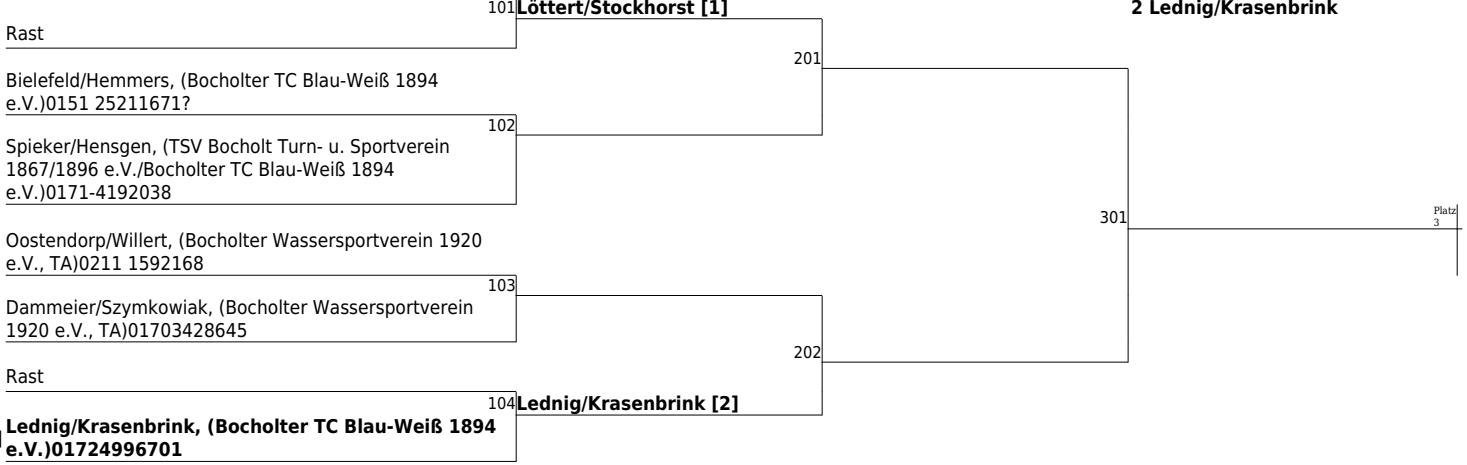 101 Löttert/Stockhorst [1]
2 Lednig/Krasenbrink
Rast
201
Bielefeld/Hemmers, (Bocholter TC Blau-Weiß 1894
e.V.)0151 25211671?
102
Spieker/Hensgen, (TSV Bocholt Turn- u. Sportverein
1867/1896 e.V./Bocholter TC Blau-Weiß 1894
e.V.)0171-4192038
301
Platz
3
Oostendorp/Willert, (Bocholter Wassersportverein 1920
e.V., TA)0211 1592168
103
Dammeier/Szymkowiak, (Bocholter Wassersportverein
1920 e.V., TA)01703428645
202
Rast
104 Lednig/Krasenbrink [2]
Lednig/Krasenbrink, (Bocholter TC Blau-Weiß 1894
e.V.)01724996701